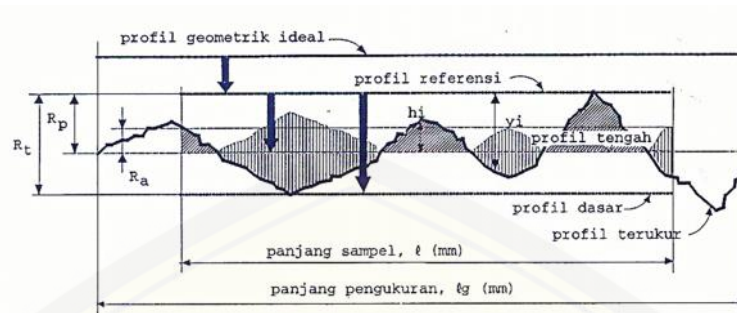 profil geometrik ideal
profil referensi
Rp
Rt
Ra
hi
yi
profil tengah
profil dasar
profil terukur
panjang sampel, ℓ (mm)
panjang pengukuran, ℓg (mm)